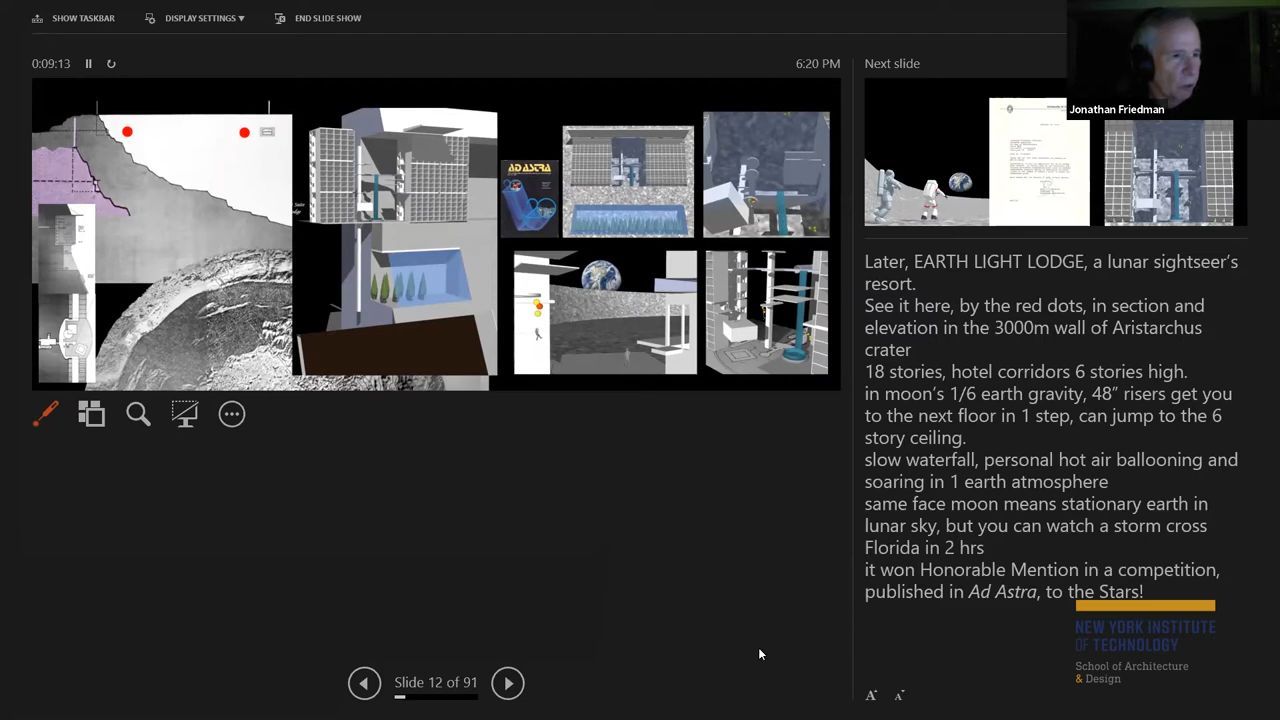 SHOW TASKBAR
DISPLAY SETTINGS ▼
END SLIDE SHOW
0:09:13
6:20 PM
Next slide
Jonathan Friedman
AD ASTRA
Later, EARTH LIGHT LODGE, a lunar sightseer's
resort.
See it here, by the red dots, in section and
elevation in the 3000m wall of Aristarchus
crater
18 stories, hotel corridors 6 stories high.
in moon's 1/6 earth gravity, 48" risers get you
to the next floor in 1 step, can jump to the 6
story ceiling.
slow waterfall, personal hot air ballooning and
soaring in 1 earth atmosphere
same face moon means stationary earth in
lunar sky, but you can watch a storm cross
Florida in 2 hrs
it won Honorable Mention in a competition,
published in Ad Astra, to the Stars!
NEW YORK INSTITUTE
OF TECHNOLOGY
School of Architecture
& Design
Slide 12 of 91
A A